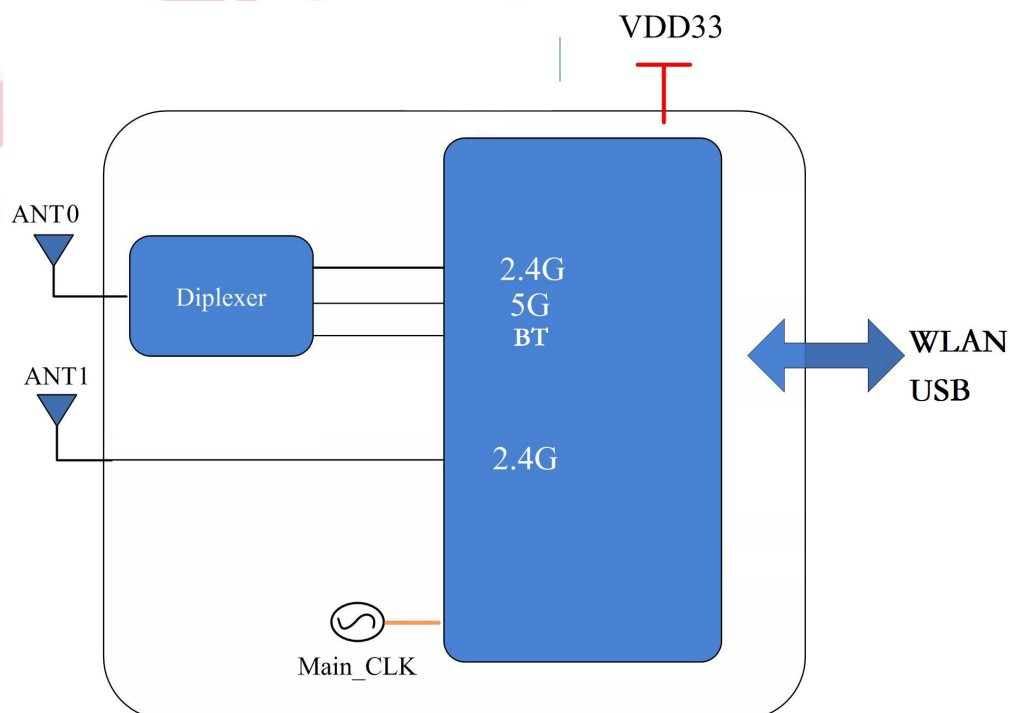 VDD33
ANT0
Diplexer
2.4G
5G
BT
WLAN
USB
ANT1
2.4G
Main_CLK